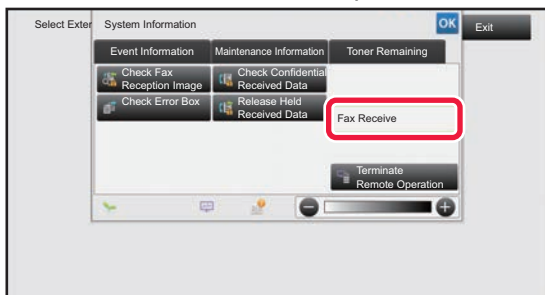 Select Exter
System Information
OK
Exit
Event Information
Maintenance Information
Toner Remaining
Check Fax
Reception Image
Check Confidential
Received Data
Check Error Box
Release Held
Received Data
Fax Receive
Terminate
Remote Operation